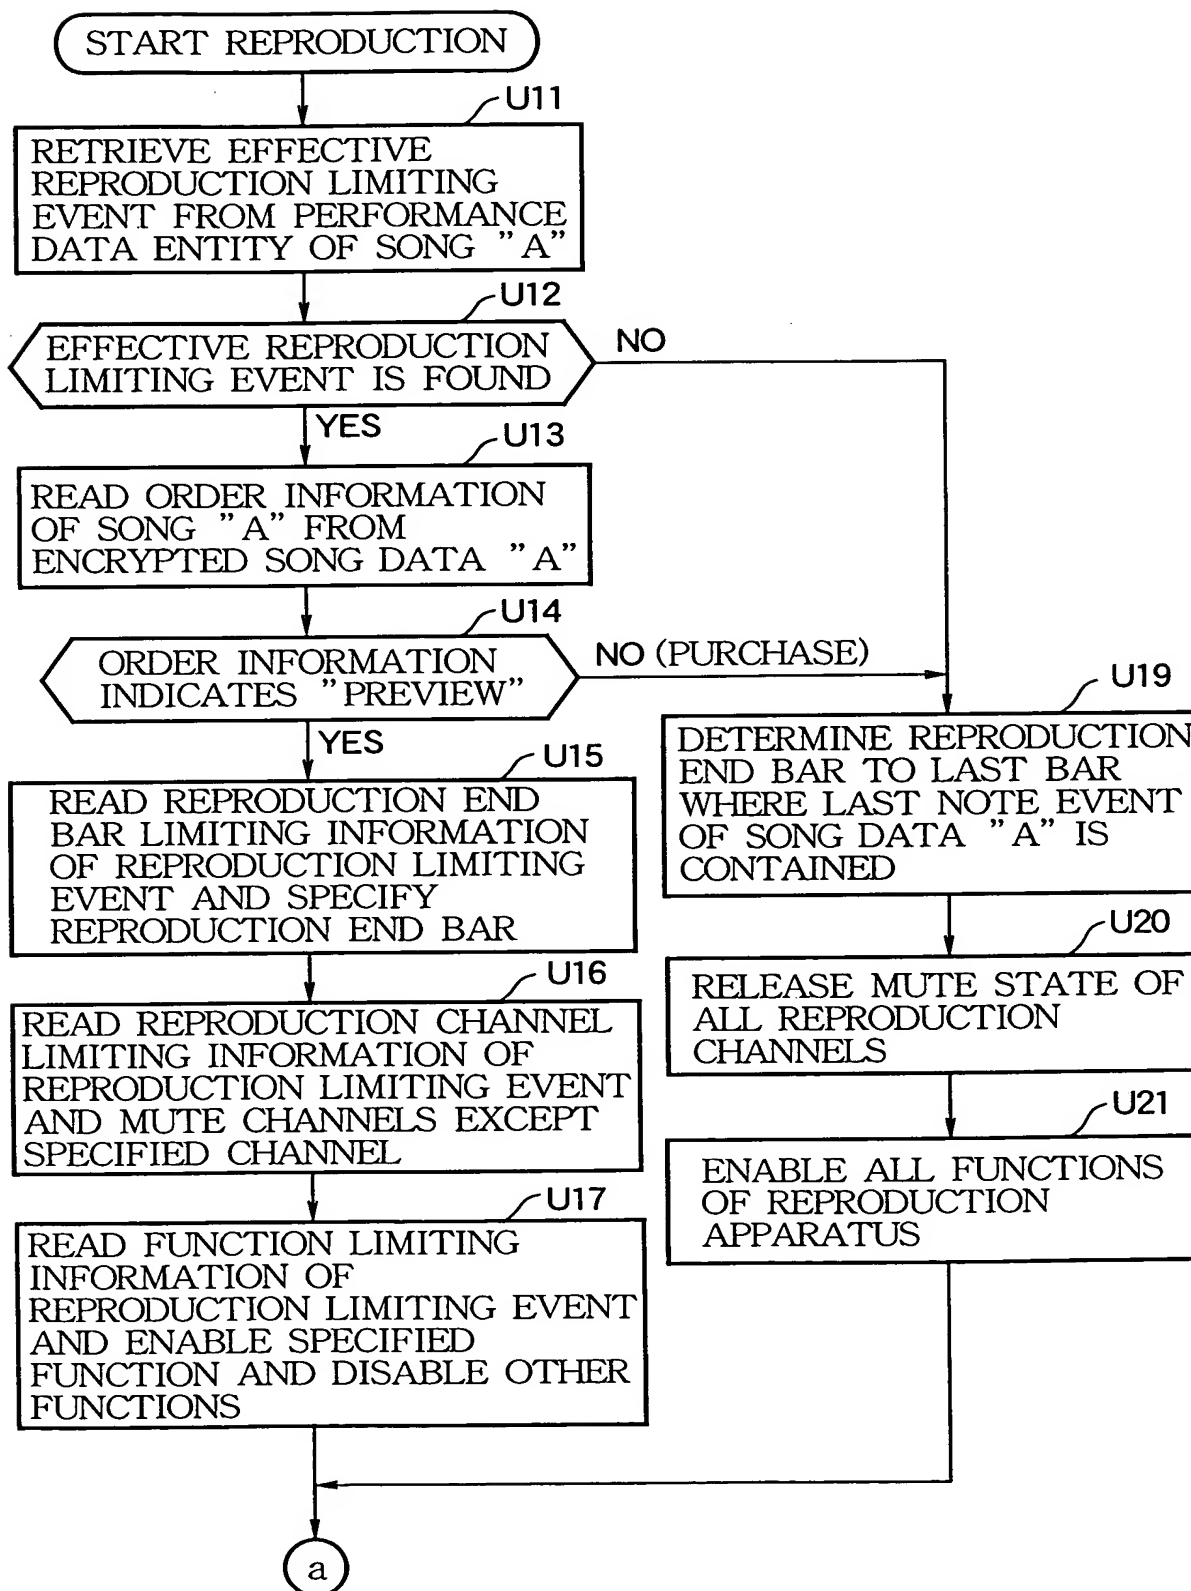 START REPRODUCTION
U11
RETRIEVE EFFECTIVE
REPRODUCTION LIMITING
EVENT FROM PERFORMANCE
DATA ENTITY OF SONG "A"
U12
EFFECTIVE REPRODUCTION
LIMITING EVENT IS FOUND
NO
YES
U13
READ ORDER INFORMATION
OF SONG "A" FROM
ENCRYPTED SONG DATA "A"
U14
ORDER INFORMATION
INDICATES "PREVIEW"
NO (PURCHASE)
YES
U15
READ REPRODUCTION END
BAR LIMITING INFORMATION
OF REPRODUCTION LIMITING
EVENT AND SPECIFY
REPRODUCTION END BAR
U16
READ REPRODUCTION CHANNEL
LIMITING INFORMATION OF
REPRODUCTION LIMITING EVENT
AND MUTE CHANNELS EXCEPT
SPECIFIED CHANNEL
U17
READ FUNCTION LIMITING
INFORMATION OF
REPRODUCTION LIMITING EVENT
AND ENABLE SPECIFIED
FUNCTION AND DISABLE OTHER
FUNCTIONS
U19
DETERMINE REPRODUCTION
END BAR TO LAST BAR
WHERE LAST NOTE EVENT
OF SONG DATA "A" IS
CONTAINED
U20
RELEASE MUTE STATE OF
ALL REPRODUCTION
CHANNELS
U21
ENABLE ALL FUNCTIONS
OF REPRODUCTION
APPARATUS
a